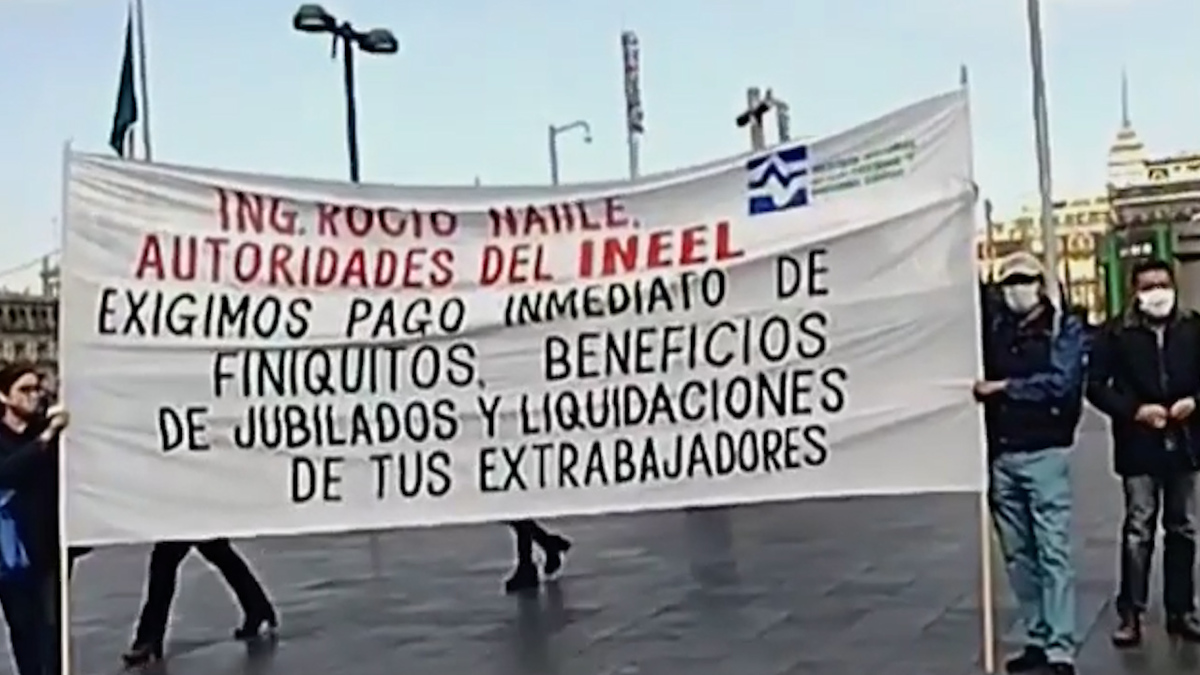 ING. ROCIO NAHLE.
AUTORIDADES DEL INEEL
EXIGIMOS PAGO INMEDIATO DE
FINIQUITOS, BENEFICIOS
DE JUBILADOS Y LIQUIDACIONES
DE TUS EXTRABAJADORES